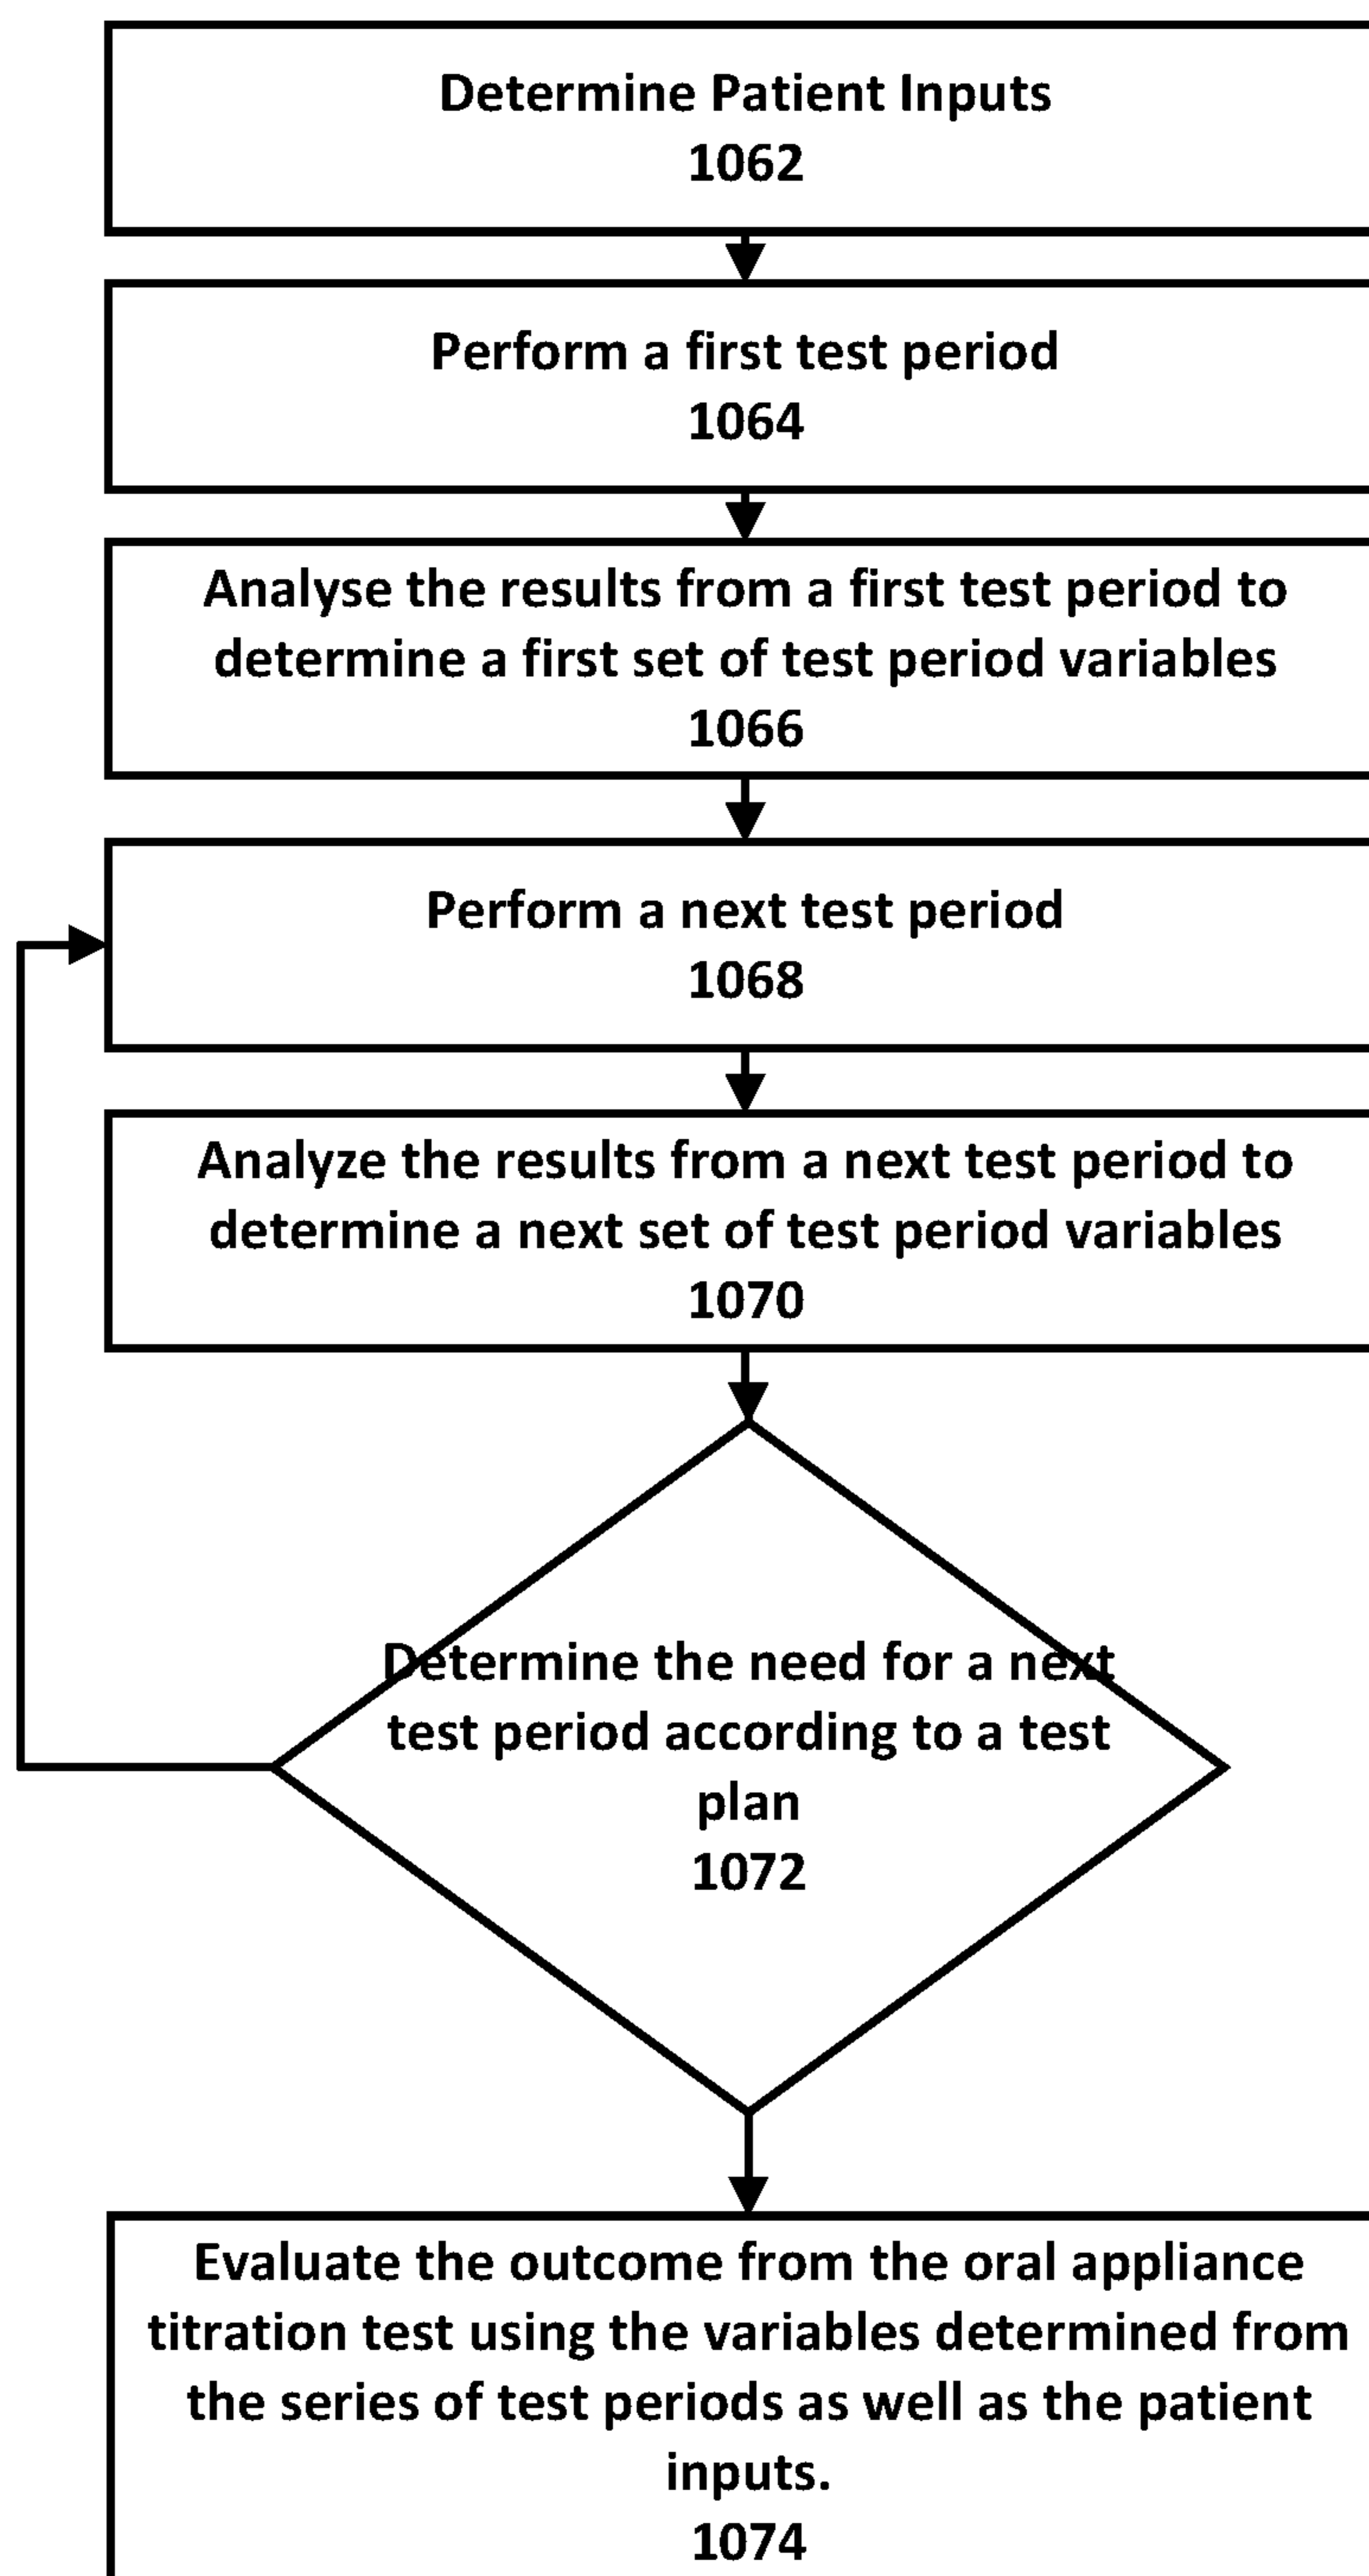 Determine Patient Inputs
1062
Perform a first test period
1064
Analyse the results from a first test period to
determine a first set of test period variables
1066
Perform a next test period
1068
Analyze the results from a next test period to
determine a next set of test period variables
1070
Determine the need for a next
test period according to a test
plan
1072
Evaluate the outcome from the oral appliance
titration test using the variables determined from
the series of test periods as well as the patient
inputs.
1074